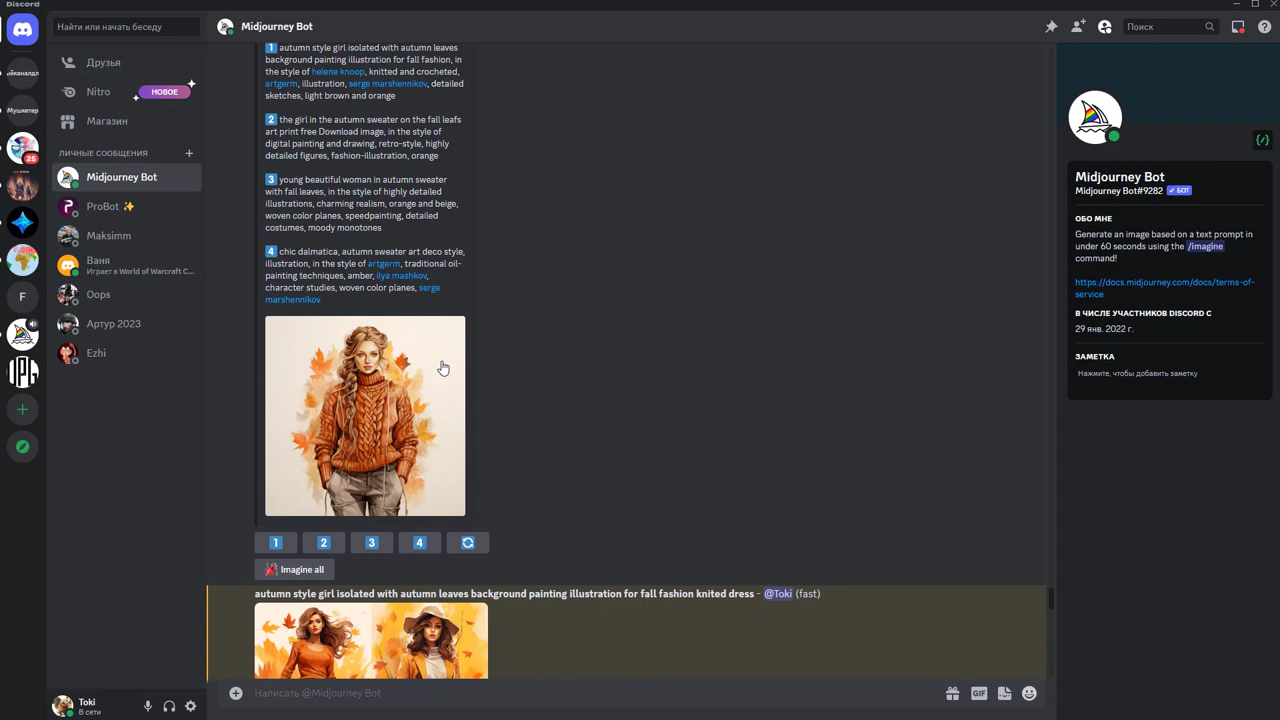 Discord
Найти или начать беседу
Друзья
Nitro
НОВОЕ
Магазин
ЛИЧНЫЕ СООБЩЕНИЯ
Midjourney Bot
ProBot ✨
Maksimm
Ваня
Играет в World of Warcraft C...
Oops
Артур 2023
Ezhi
ыйканалдл
Мушкетер
25
F
Toki
В сети
Midjourney Bot
Поиск
1 autumn style girl isolated with autumn leaves
background painting illustration for fall fashion, in
the style of helene knoop, knitted and crocheted,
artgerm, illustration, serge marshennikov, detailed
sketches, light brown and orange
2 the girl in the autumn sweater on the fall leafs
art print free Download image, in the style of
digital painting and drawing, retro-style, highly
detailed figures, fashion-illustration, orange
3 young beautiful woman in autumn sweater
with fall leaves, in the style of highly detailed
illustrations, charming realism, orange and beige,
woven color planes, speedpainting, detailed
costumes, moody monotones
4 chic dalmatica, autumn sweater art deco style,
illustration, in the style of artgerm, traditional oil-
painting techniques, amber, ilya mashkov,
character studies, woven color planes, serge
marshennikov
1 2 3 4
Imagine all
autumn style girl isolated with autumn leaves background painting illustration for fall fashion knited dress - @Toki (fast)
Написать @Midjourney Bot
GIF
Midjourney Bot
Midjourney Bot#9282 ✓ БОТ
ОБО МНЕ
Generate an image based on a text prompt in
under 60 seconds using the /imagine
command!
https://docs.midjourney.com/docs/terms-of-
service
В ЧИСЛЕ УЧАСТНИКОВ DISCORD С
29 янв. 2022 г.
ЗАМЕТКА
Нажмите, чтобы добавить заметку